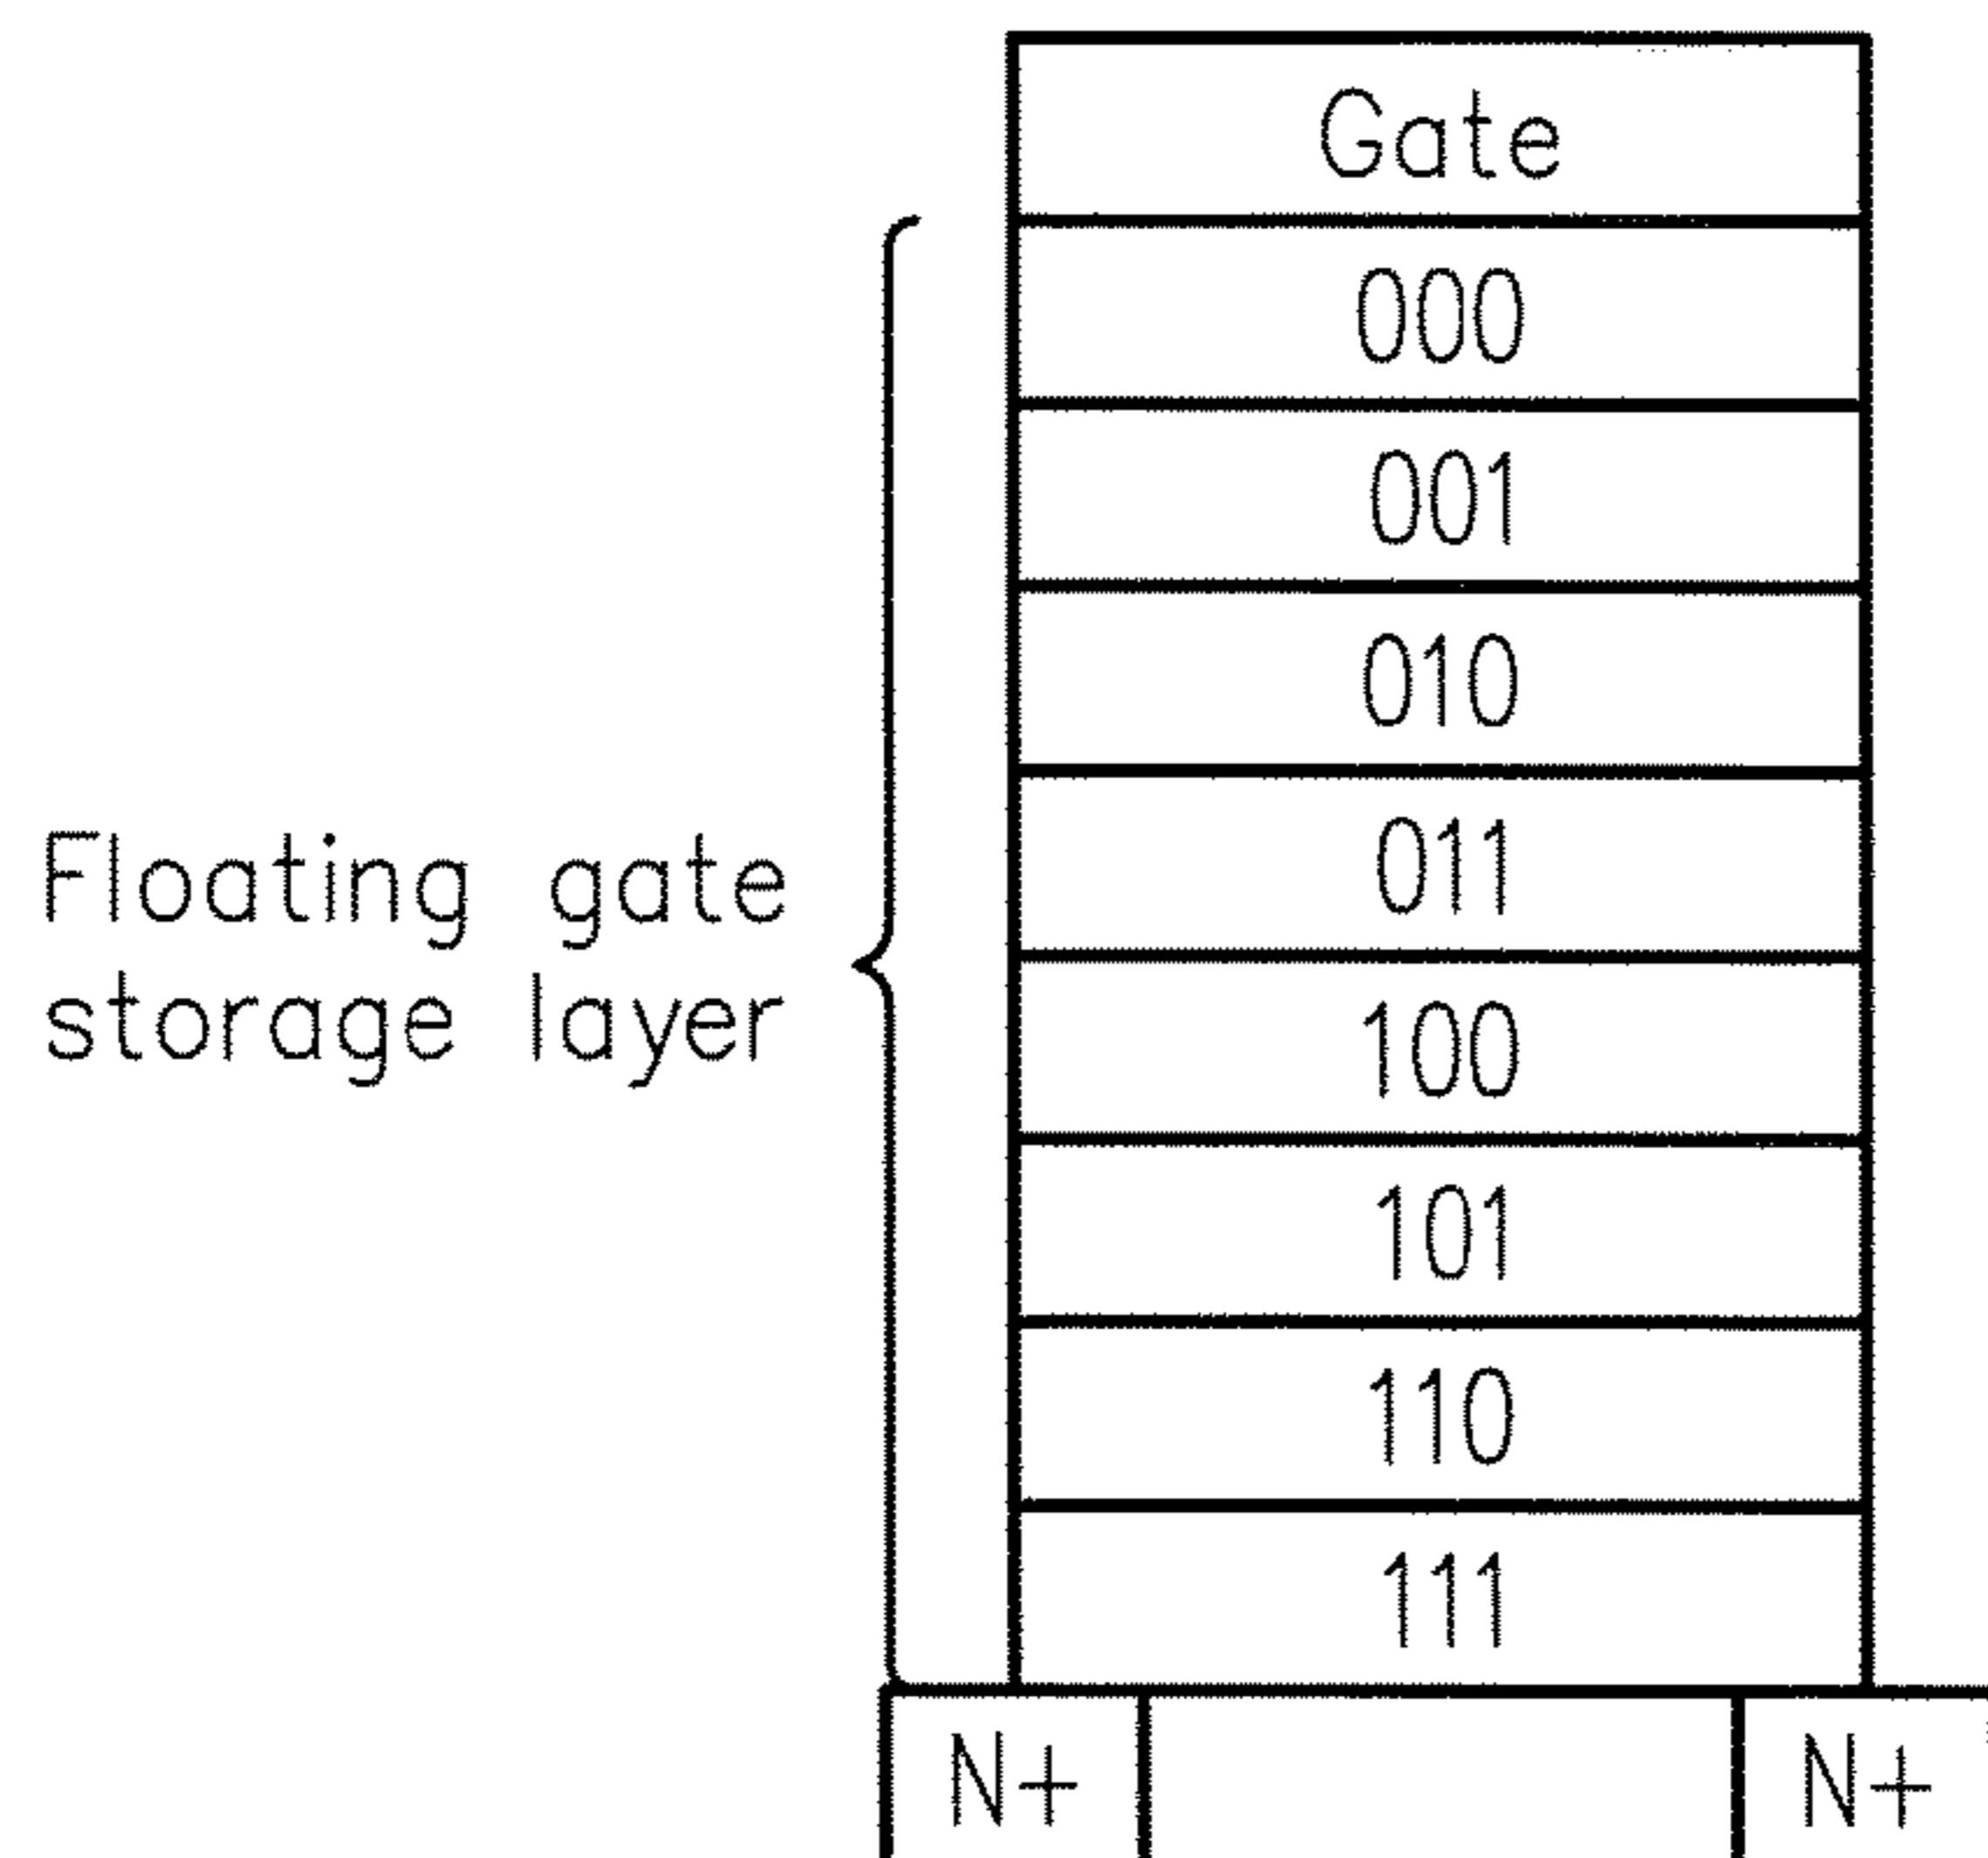 Gate
000
001
010
011
Floating gate
storage layer
100
101
110
111
N+
N+